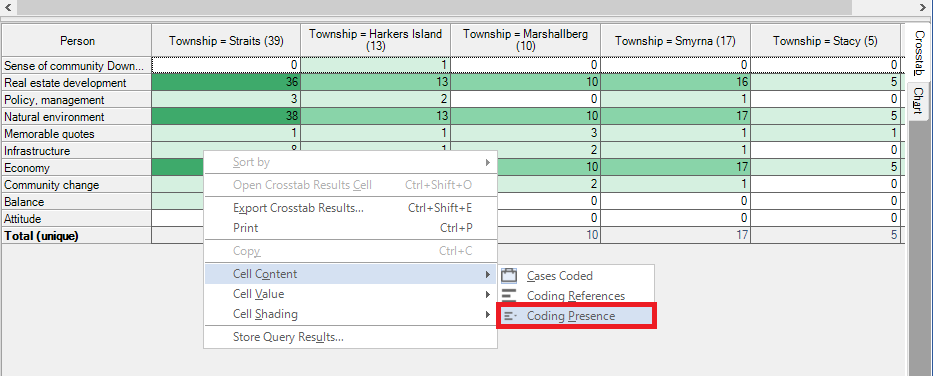 Person Township = Straits (39) Township = Harkers Island (13) Township = Marshallberg (10) Township = Smyrna (17) Township = Stacy (5)
Sense of community Down... 0 1 0 0 0
Real estate development 36 13 10 16 5
Policy, management 3 2 0 1 0
Natural environment 38 13 10 17 5
Memorable quotes 1 1 3 1 1
Infrastructure 2 1 0
Economy 10 17 5
Community change 2 1 0
Balance 0 0 0
Attitude 0 0 0
Total (unique) 10 17 5
Crosstab
Chart
Sort by
Open Crosstab Results Cell Ctrl+Shift+O
Export Crosstab Results... Ctrl+Shift+E
Print Ctrl+P
Copy Ctrl+C
Cell Content
Cell Value
Cell Shading
Store Query Results...
Cases Coded
Coding References
Coding Presence